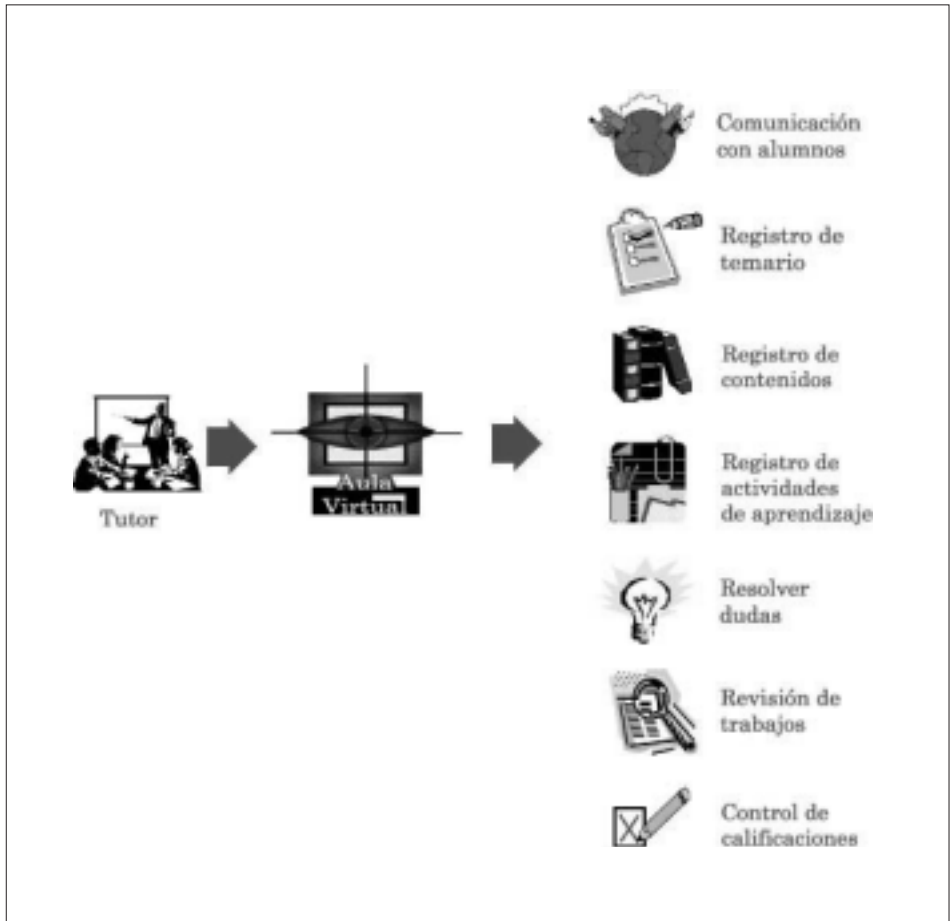 Comunicación
con alumnos
Registro de
temario
Registro de
contenidos
Tutor
Aula
Virtual
Registro de
actividades
de aprendizaje
Resolver
dudas
Revisión de
trabajos
Control de
calificaciones